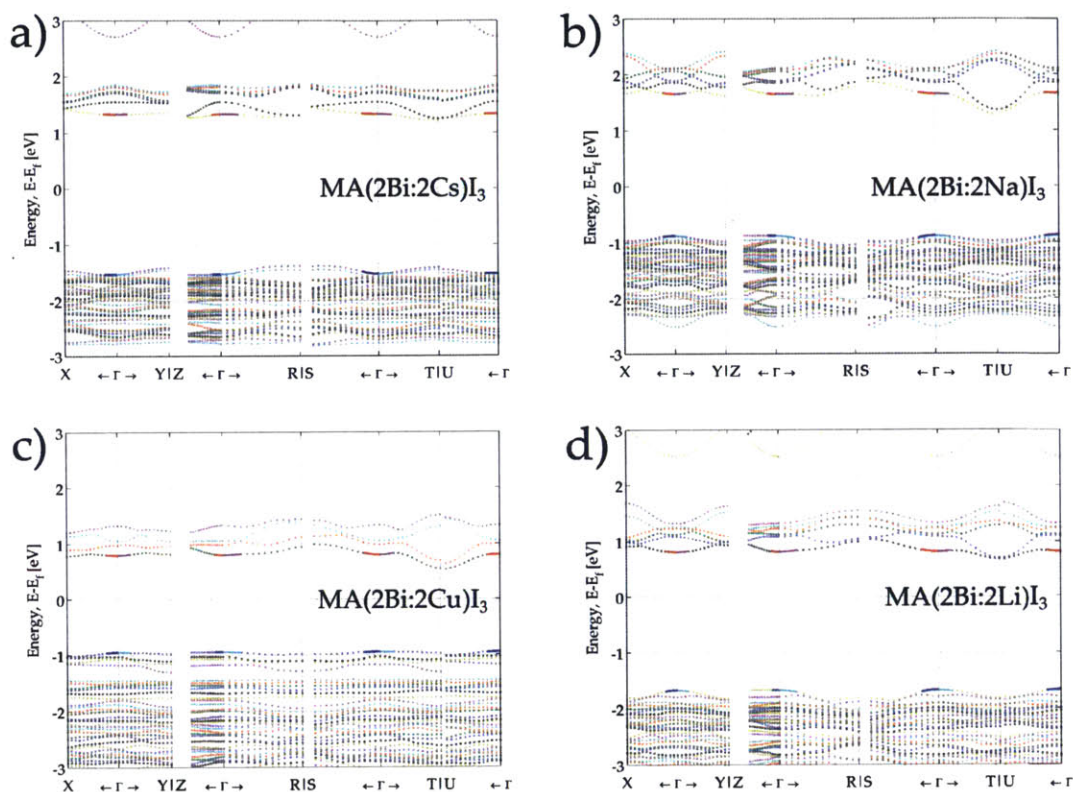 a)
3
2
1
0
-1
-2
-3
Energy, E-E_f [eV]
MA(2Bi:2Cs)I₃
X ←Γ→ Y|Z ←Γ→ R|S ←Γ→ T|U ←Γ
b)
3
2
1
0
-1
-2
-3
Energy, E-E_f [eV]
MA(2Bi:2Na)I₃
X ←Γ→ Y|Z ←Γ→ R|S ←Γ→ T|U ←Γ
c)
3
2
1
0
-1
-2
-3
Energy, E-E_f [eV]
MA(2Bi:2Cu)I₃
X ←Γ→ Y|Z ←Γ→ R|S ←Γ→ T|U ←Γ
d)
3
2
1
0
-1
-2
-3
Energy, E-E_f [eV]
MA(2Bi:2Li)I₃
X ←Γ→ Y|Z ←Γ→ R|S ←Γ→ T|U ←Γ